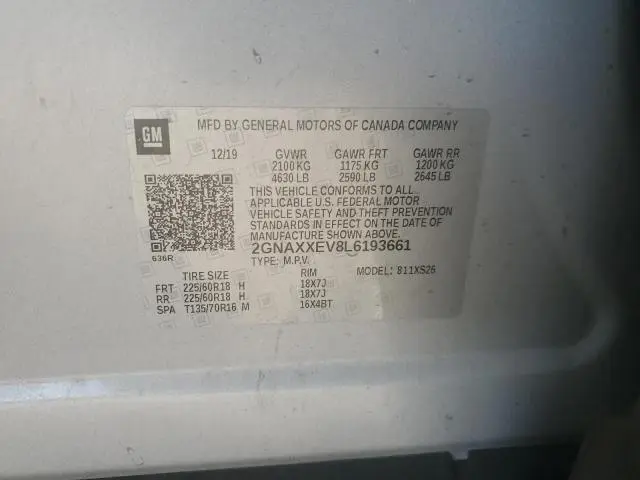 GM
MFD BY GENERAL MOTORS OF CANADA COMPANY
12/19 GVWR GAWR FRT GAWR RR
2100 KG 1175 KG 1200 KG
4630 LB 2590 LB 2645 LB
THIS VEHICLE CONFORMS TO ALL
APPLICABLE U.S. FEDERAL MOTOR
VEHICLE SAFETY AND THEFT PREVENTION
STANDARDS IN EFFECT ON THE DATE OF
MANUFACTURE SHOWN ABOVE.
2GNAXXEV8L6193661
636R
TYPE: M.P.V. MODEL: 811XS26
TIRE SIZE RIM
FRT 225/60R18 H 18X7J
RR 225/60R18 H 18X7J
SPA T135/70R16 M 16X4BT